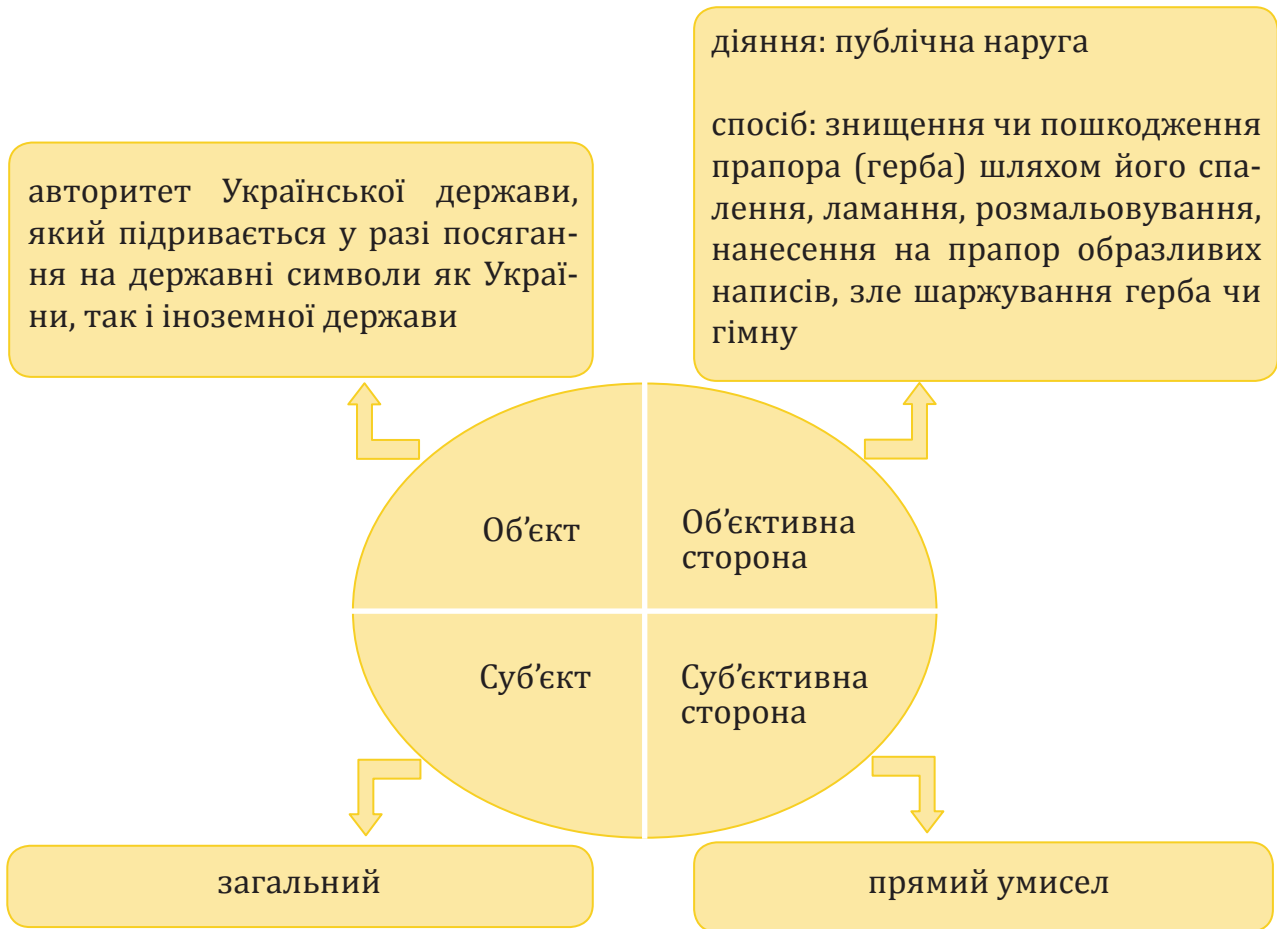 діяння: публічна наруга
спосіб: знищення чи пошкодження
прапора (герба) шляхом його спа-
лення, ламання, розмальовування,
нанесення на прапор образливих
написів, зле шаржування герба чи
гімну
авторитет Української держави,
який підривається у разі посяган-
ня на державні символи як Украї-
ни, так і іноземної держави
Об’єкт
Об’єктивна
сторона
Суб’єкт
Суб’єктивна
сторона
загальний
прямий умисел